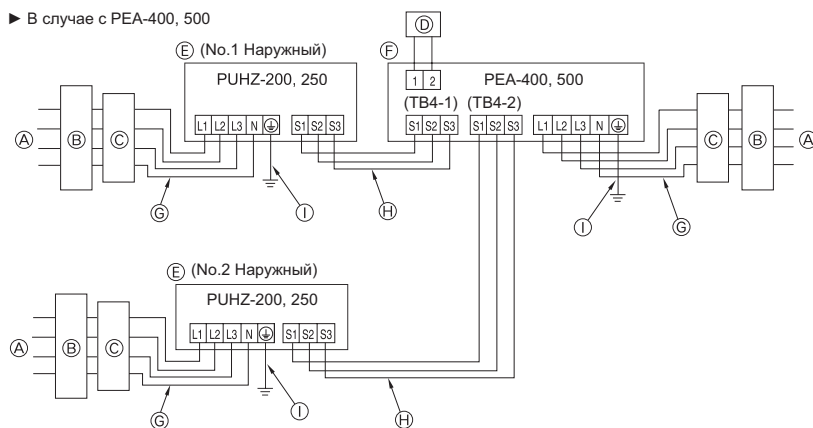 ► В случае с PEA-400, 500
D
E (No.1 Наружный)
F
PUHZ-200, 250
1 2
PEA-400, 500
(TB4-1) (TB4-2)
L1 L2 L3 N S1 S2 S3
S1 S2 S3 S1 S2 S3 L1 L2 L3 N
A B C
C B A
G I H I G
E (No.2 Наружный)
PUHZ-200, 250
L1 L2 L3 N S1 S2 S3
A B C
G I H